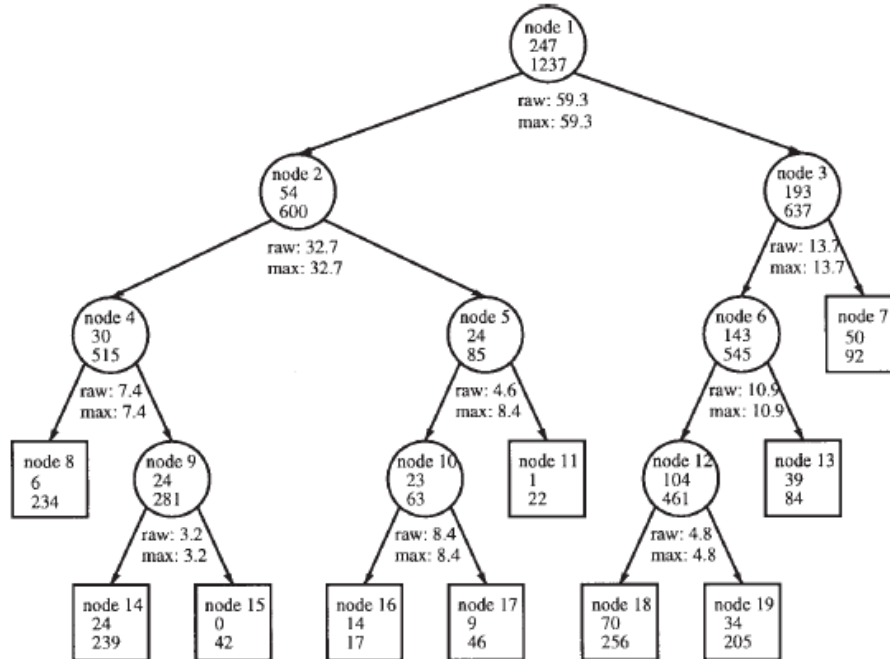 node 1
247
1237
raw: 59.3
max: 59.3
node 2
54
600
node 3
193
637
raw: 32.7
max: 32.7
raw: 13.7
max: 13.7
node 4
30
515
node 5
24
85
node 6
143
545
node 7
50
92
raw: 7.4
max: 7.4
raw: 4.6
max: 8.4
raw: 10.9
max: 10.9
node 8
6
234
node 9
24
281
node 10
23
63
node 11
1
22
node 12
104
461
node 13
39
84
raw: 3.2
max: 3.2
raw: 8.4
max: 8.4
raw: 4.8
max: 4.8
node 14
24
239
node 15
0
42
node 16
14
17
node 17
9
46
node 18
70
256
node 19
34
205